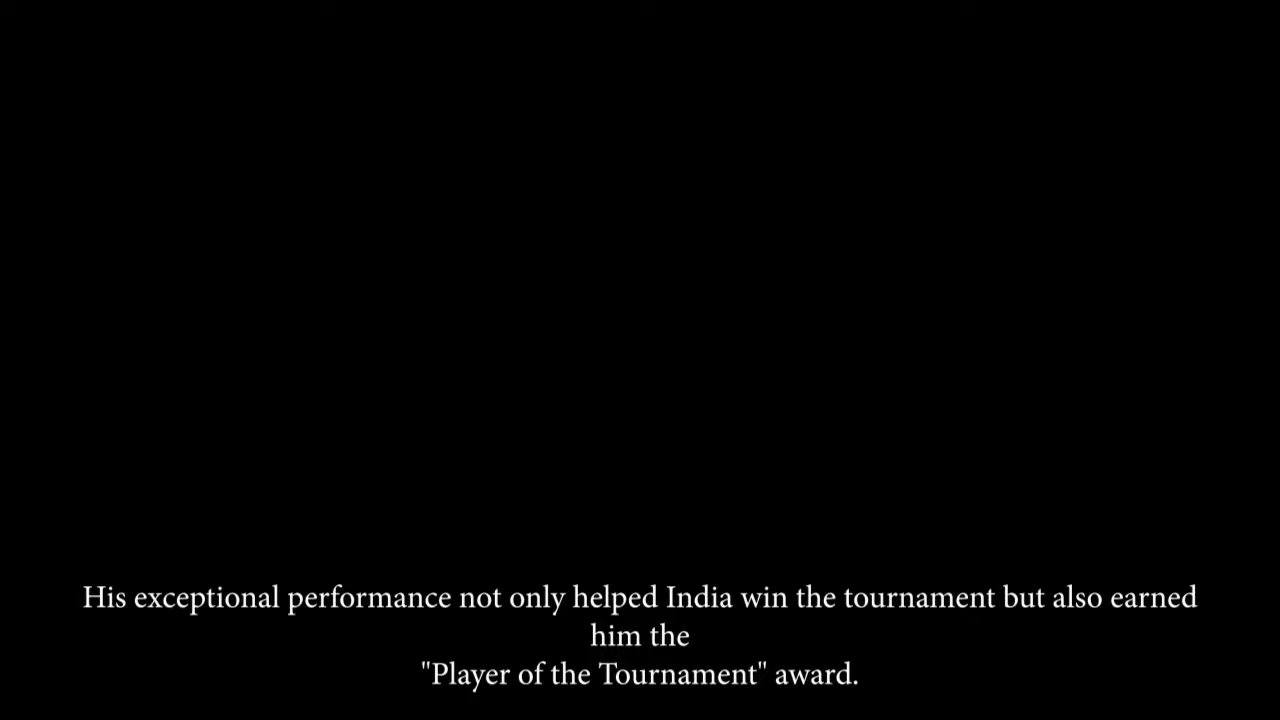 His exceptional performance not only helped India win the tournament but also earned
him the
"Player of the Tournament" award.